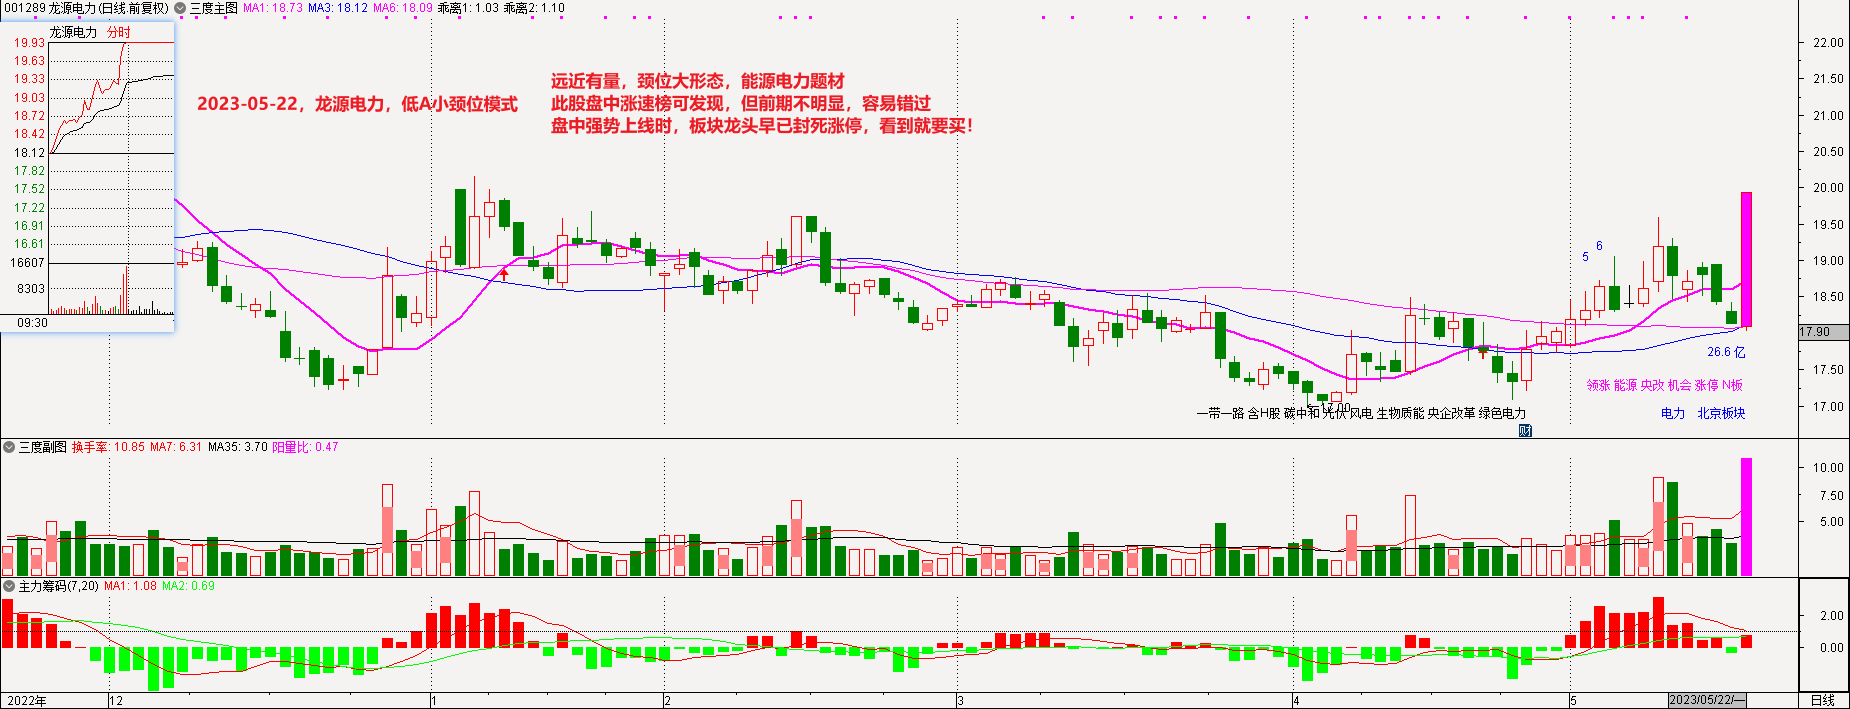 001289 龙源电力(日线.前复权) 三度主图 MA1: 18.73 MA3: 18.12 MA6: 18.09 乖离1: 1.03 乖离2: 1.10
龙源电力 分时
19.93
19.63
19.33
19.03
18.72
18.42
18.12
17.82
17.52
17.22
16.91
16.61
16607
8303
09:30
2023-05-22，龙源电力，低A小颈位模式
远近有量，颈位大形态，能源电力题材
此股盘中涨速榜可发现，但前期不明显，容易错过
盘中强势上线时，板块龙头早已封死涨停，看到就要买！
22.00
21.50
21.00
20.50
20.00
19.50
19.00
18.50
17.90
17.50
17.00
5
6
26.6 亿
领涨 能源 央改 机会 涨停 N板
17.00
一带一路 含H股 碳中和 光伏 风电 生物质能 央企改革 绿色电力
电力 北京板块
财
三度副图 换手率: 10.85 MA7: 6.31 MA35: 3.70 阳量比: 0.47
10.00
7.50
5.00
主力筹码(7,20) MA1: 1.08 MA2: 0.69
2.00
0.00
2022年
12
1
2
3
4
5
2023/05/22/一
日线